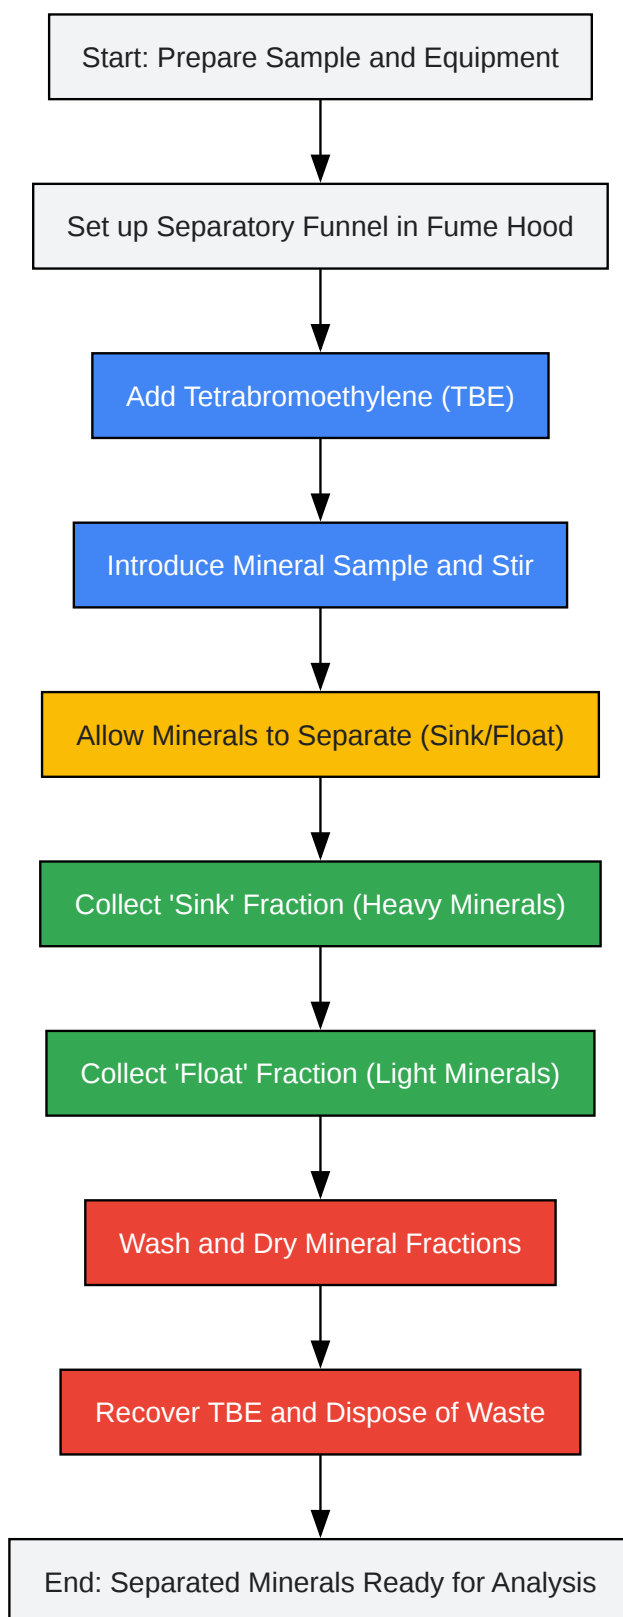 Start: Prepare Sample and Equipment
Set up Separatory Funnel in Fume Hood
Add Tetrabromoethylene (TBE)
Introduce Mineral Sample and Stir
Allow Minerals to Separate (Sink/Float)
Collect 'Sink' Fraction (Heavy Minerals)
Collect 'Float' Fraction (Light Minerals)
Wash and Dry Mineral Fractions
Recover TBE and Dispose of Waste
End: Separated Minerals Ready for Analysis